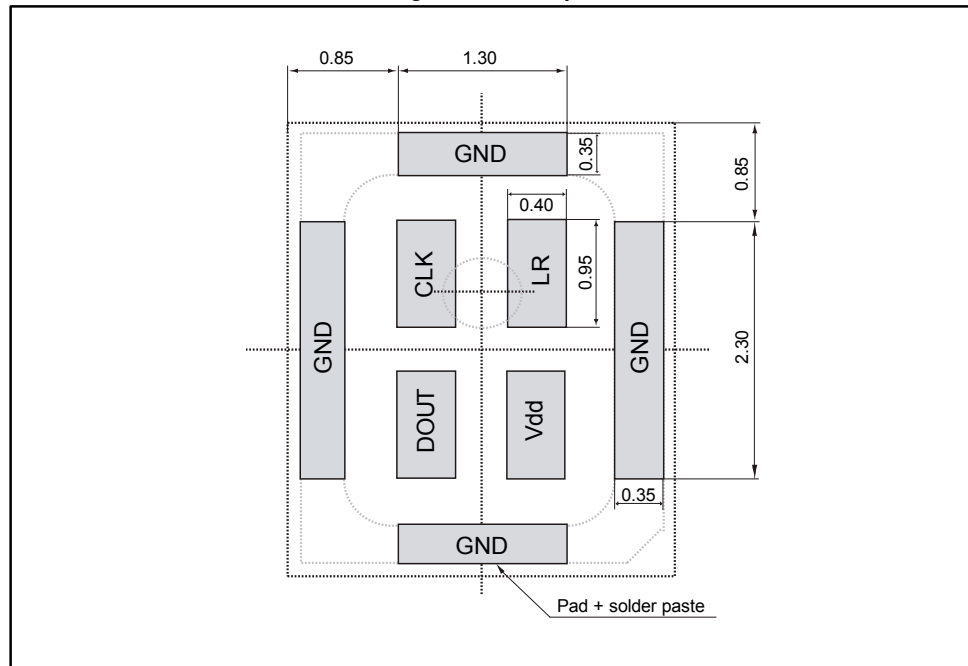 0.85
1.30
GND
0.35
0.85
0.40
CLK
LR
0.95
GND
GND
2.30
DOUT
Vdd
0.35
GND
Pad + solder paste